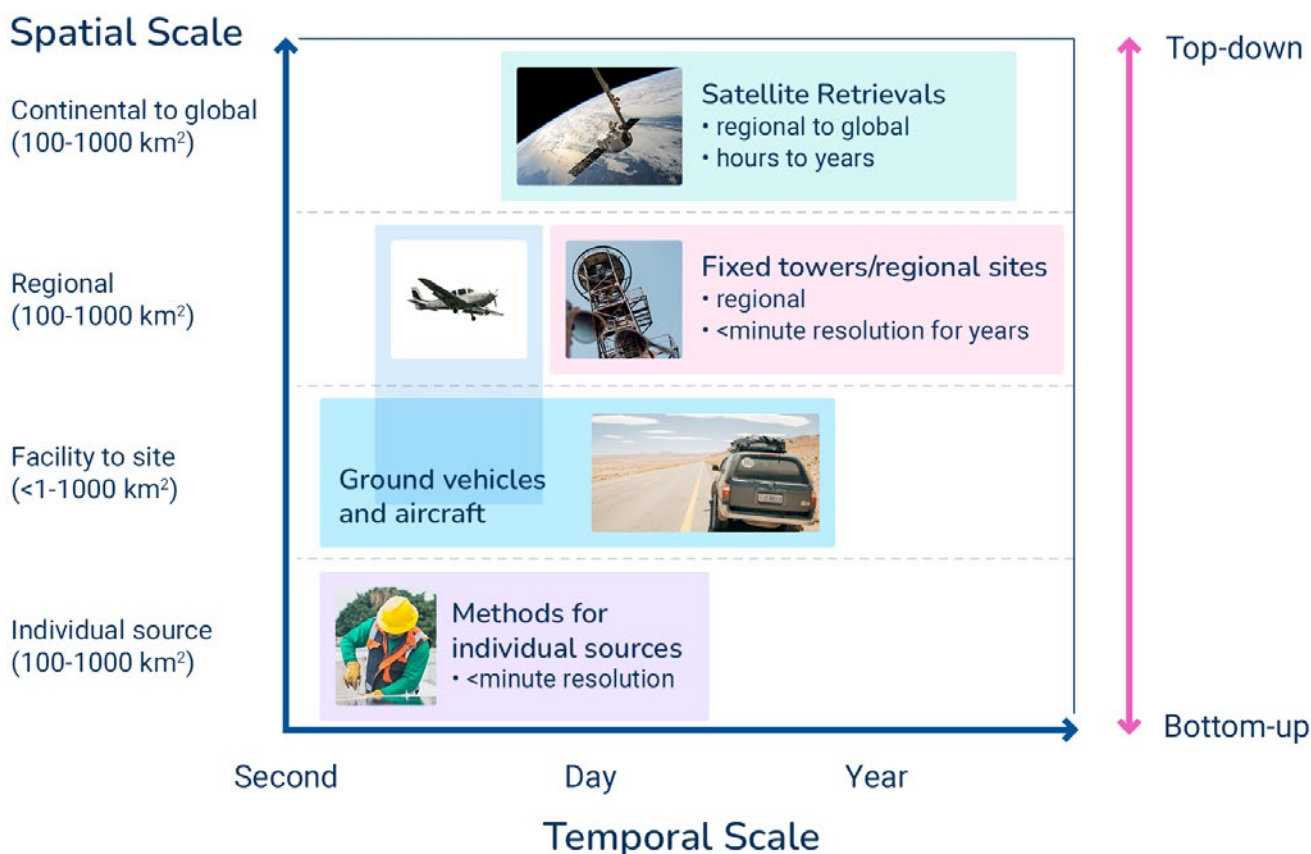 Spatial Scale
Top-down
Continental to global
(100-1000 km²)
Satellite Retrievals
• regional to global
• hours to years
Regional
(100-1000 km²)
Fixed towers/regional sites
• regional
• <minute resolution for years
Facility to site
(<1-1000 km²)
Ground vehicles
and aircraft
Individual source
(100-1000 km²)
Methods for
individual sources
• <minute resolution
Bottom-up
Second
Day
Year
Temporal Scale